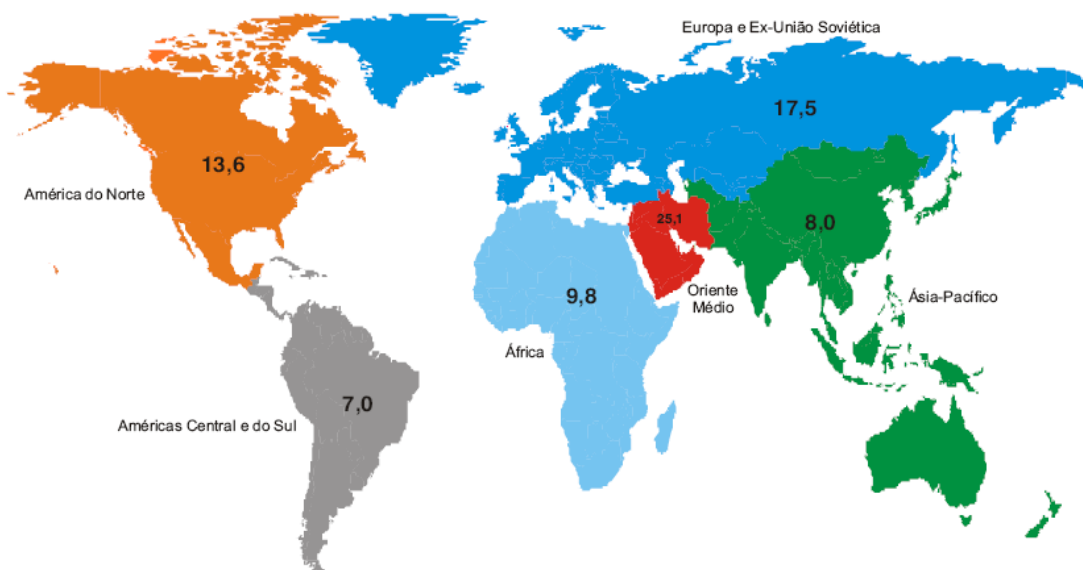 Europa e Ex-União Soviética
17,5
13,6
América do Norte
25,1
8,0
9,8
Oriente
Médio
Ásia-Pacífico
África
7,0
Américas Central e do Sul